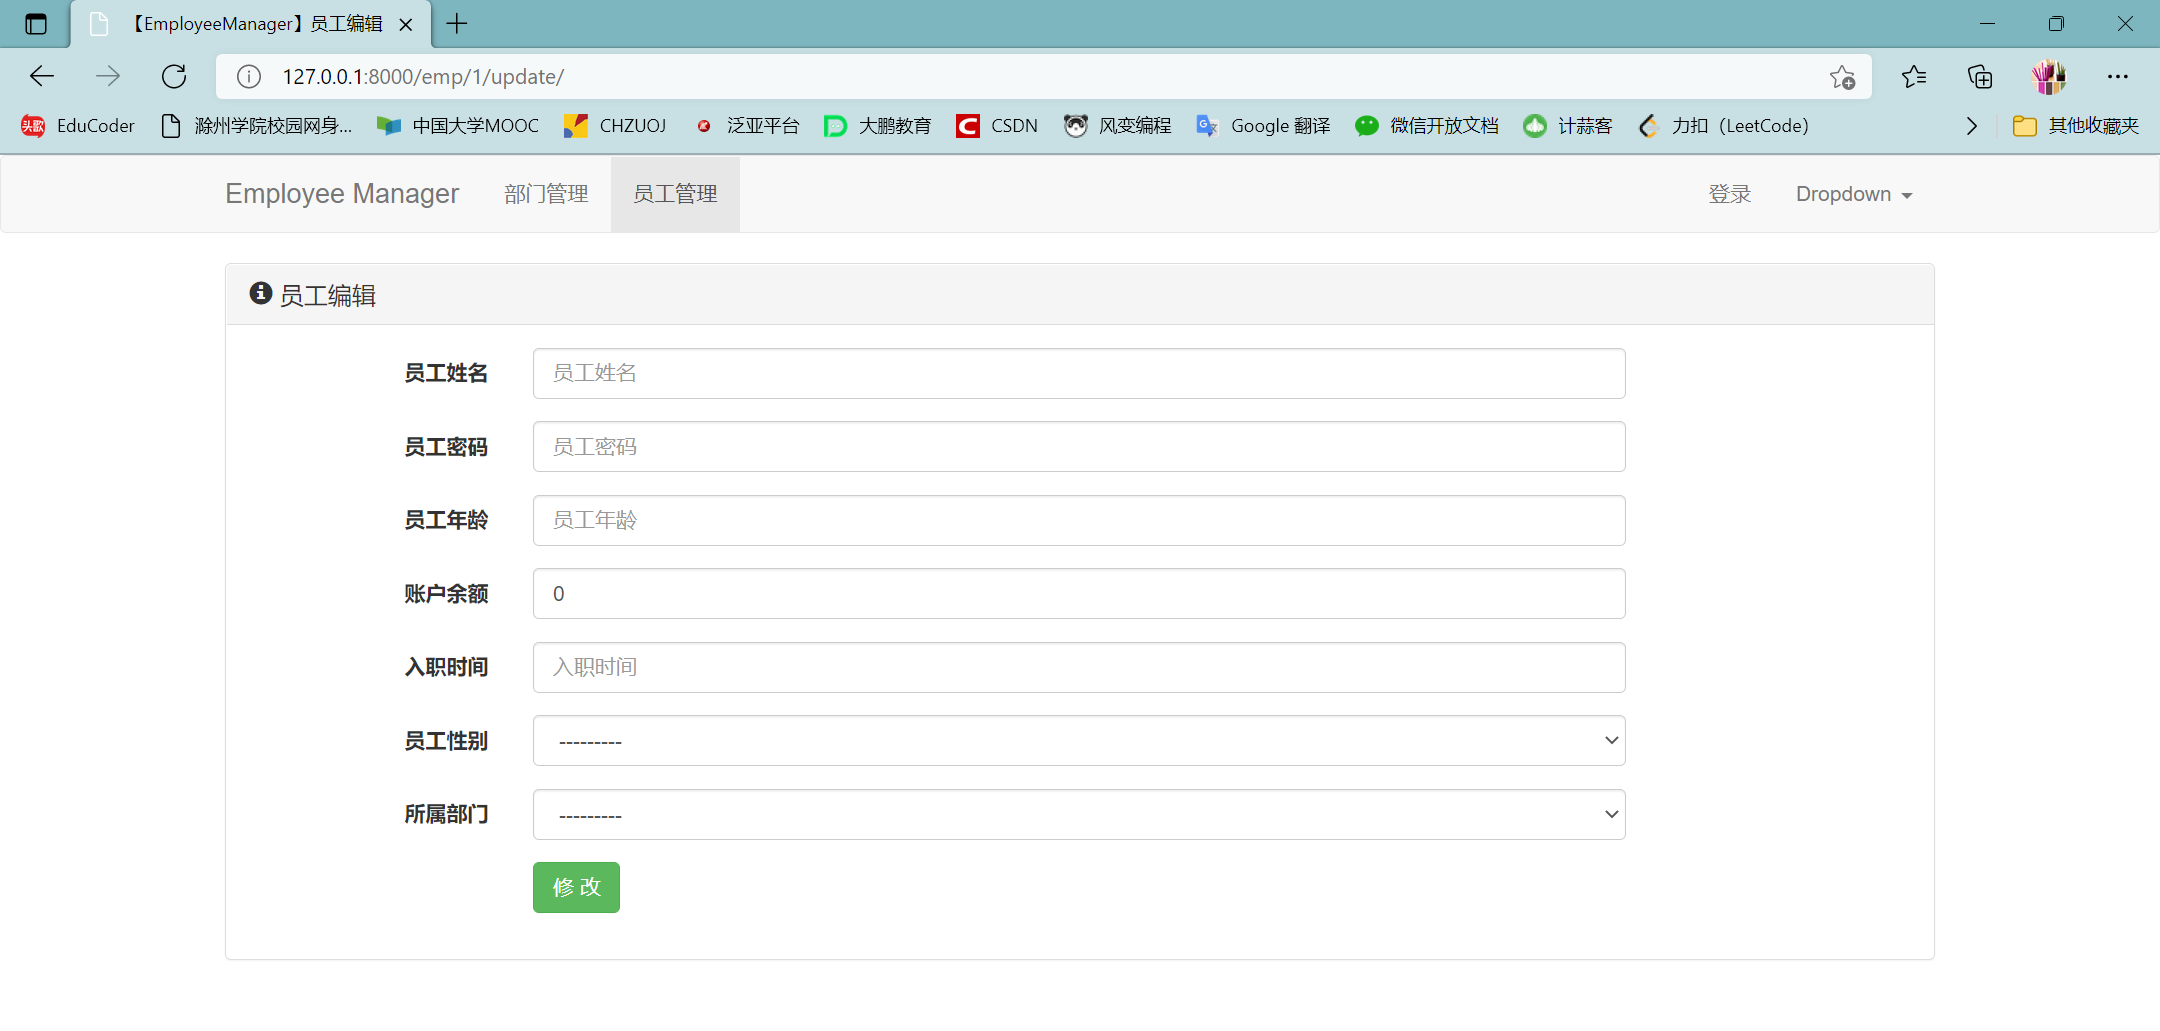 【EmployeeManager】员工编辑
127.0.0.1:8000/emp/1/update/
EduCoder 滁州学院校园网身... 中国大学MOOC CHZUOJ 泛亚平台 大鹏教育 CSDN 风变编程 Google 翻译 微信开放文档 计蒜客 力扣（LeetCode） 其他收藏夹
Employee Manager 部门管理 员工管理 登录 Dropdown
员工编辑
员工姓名 员工姓名
员工密码 员工密码
员工年龄 员工年龄
账户余额 0
入职时间 入职时间
员工性别 ---------
所属部门 ---------
修 改